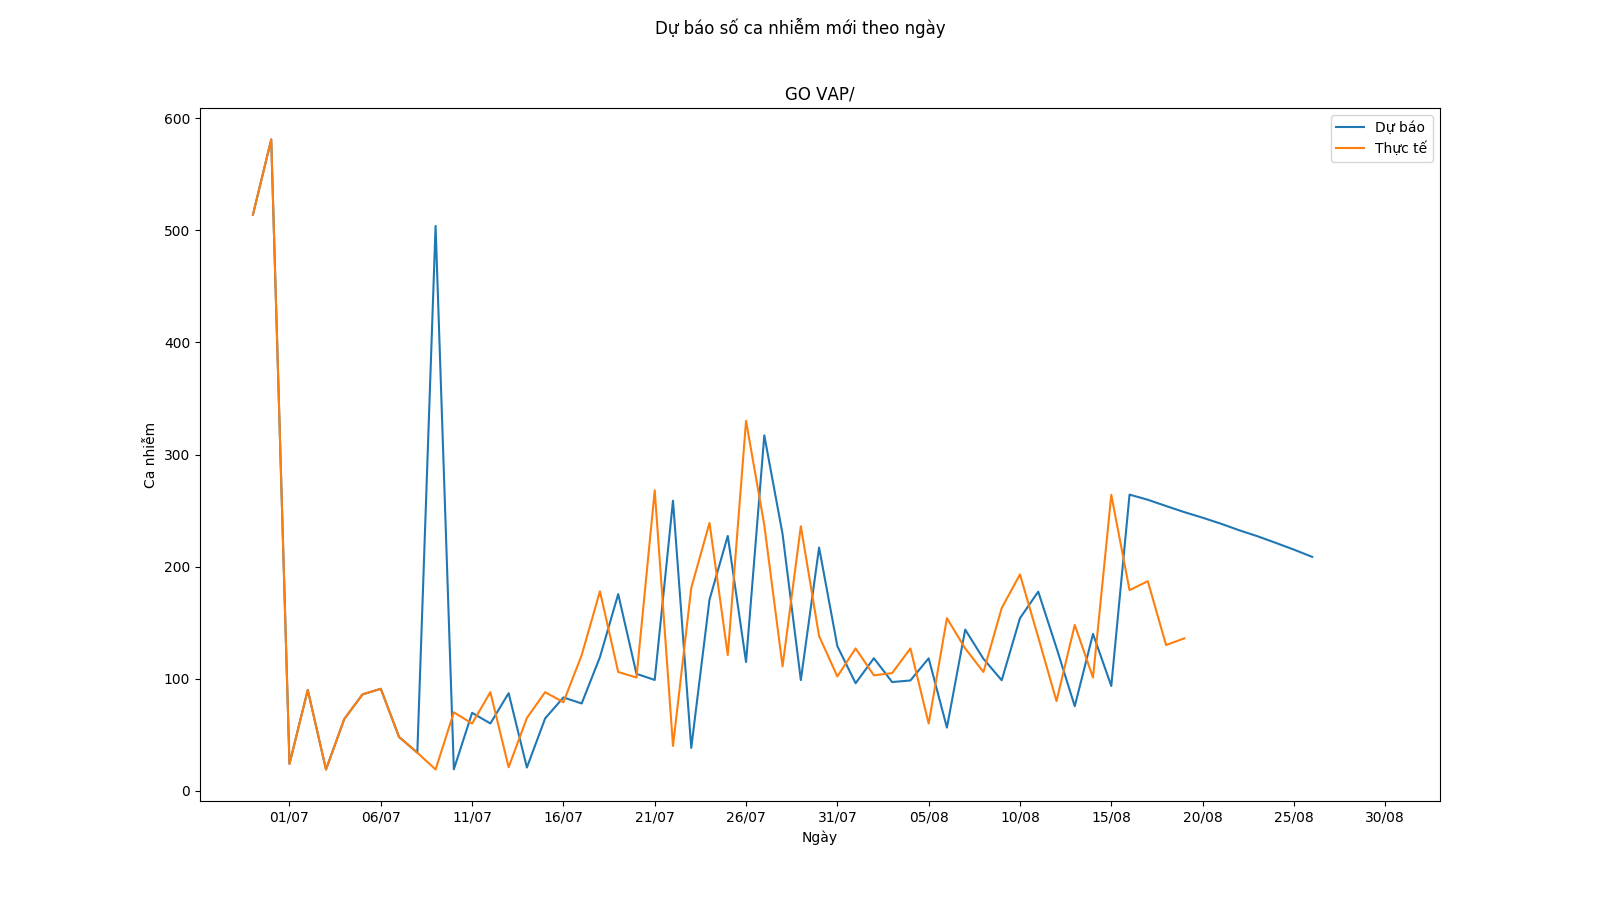 Dự báo số ca nhiễm mới theo ngày
GO VAP/
Dự báo
Thực tế
600
500
400
300
200
100
0
Ca nhiễm
01/07 06/07 11/07 16/07 21/07 26/07 31/07 05/08 10/08 15/08 20/08 25/08 30/08
Ngày